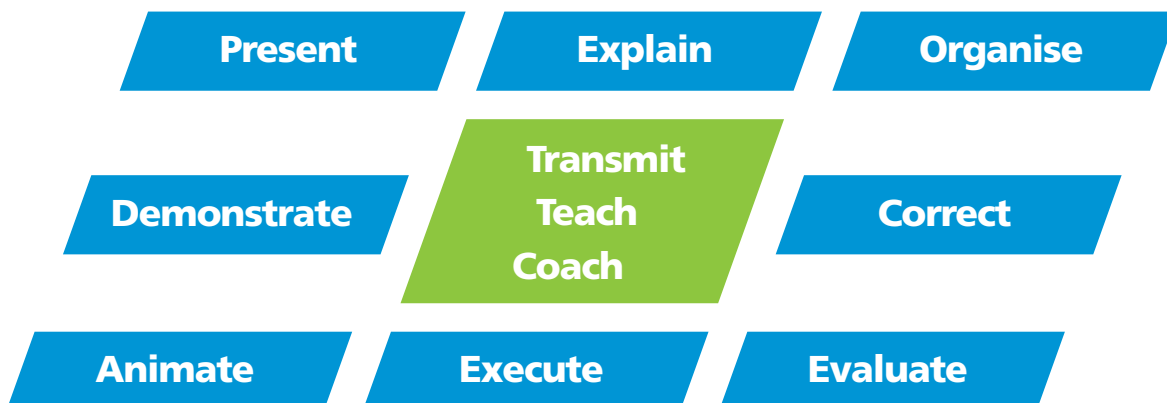 Present
Explain
Organise
Transmit
Teach
Coach
Demonstrate
Correct
Animate
Execute
Evaluate